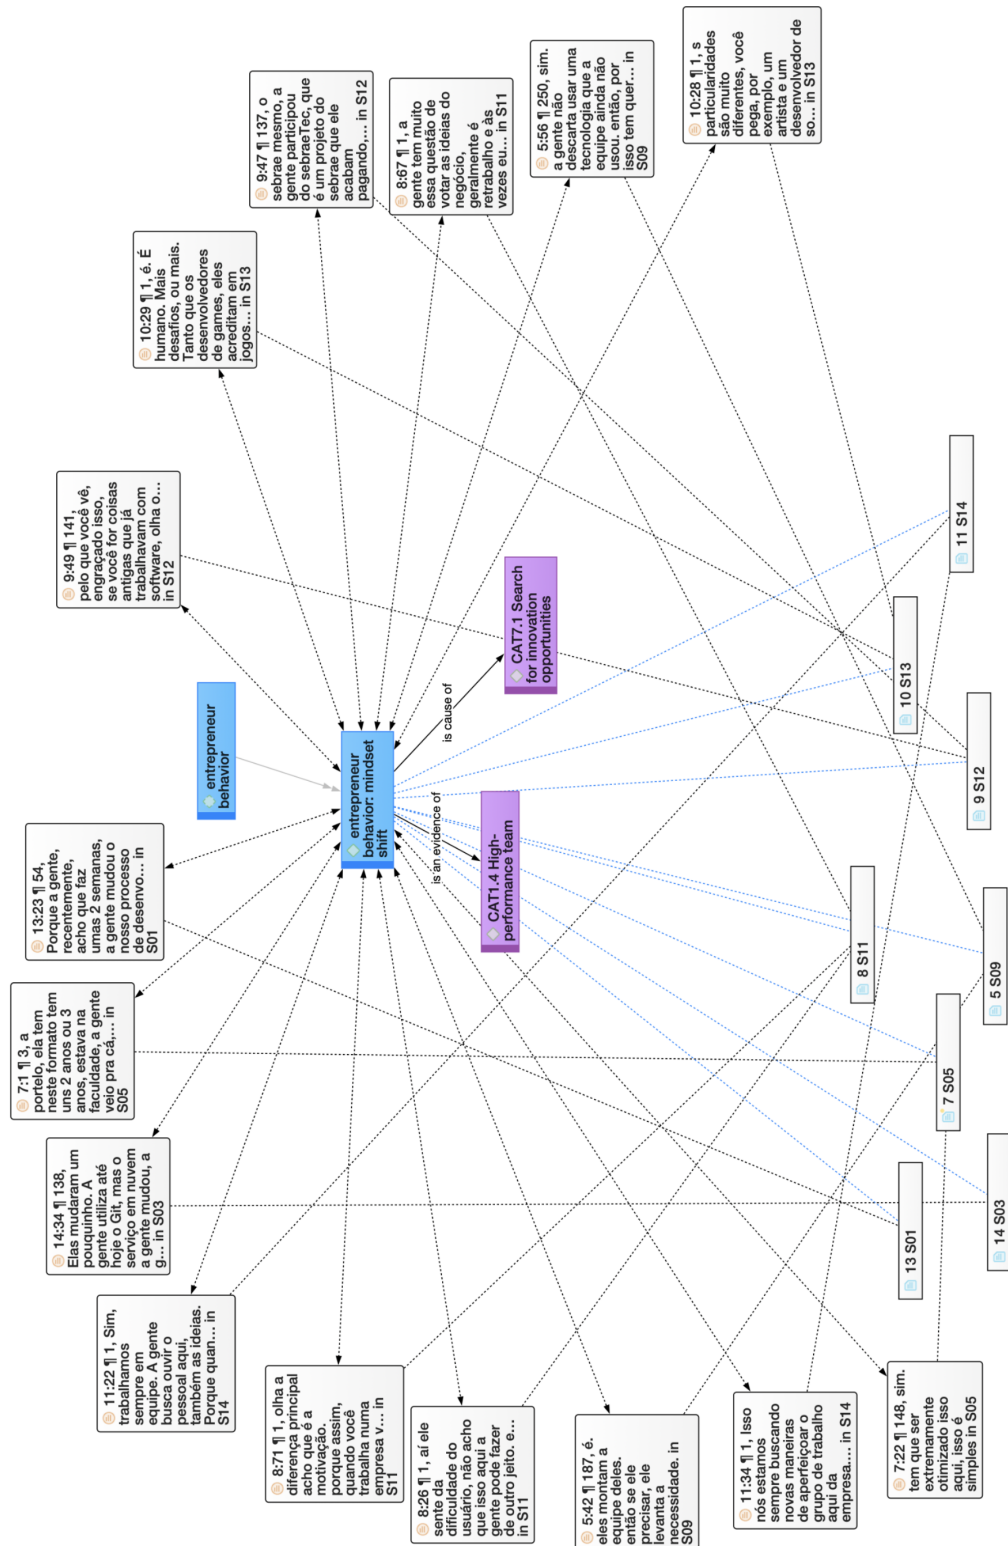 7:1 ¶ 3, a
portelo, ela tem
neste formato tem
uns 2 anos ou 3
anos, estava na
faculdade, a gente
veio pra cá,… in
S05
13:23 ¶ 54,
Porque a gente,
recentemente,
acho que faz
umas 2 semanas,
a gente mudou o
nosso processo
de desenvo… in
S01
14:34 ¶ 138,
Elas mudaram um
pouquinho. A
gente utiliza até
hoje o Git, mas o
serviço em nuvem
a gente mudou, a
g… in S03
9:49 ¶ 141,
pelo que você vê,
engraçado isso,
se você for coisas
antigas que já
trabalhavam com
software, olha o…
in S12
11:22 ¶ 1, Sim,
trabalhamos
sempre em
equipe. A gente
busca ouvir o
pessoal aqui,
também as ideias.
Porque quan… in
S14
10:29 ¶ 1, é. É
humano. Mais
desafios, ou mais.
Tanto que os
desenvolvedores
de games, eles
acreditam em
jogos… in S13
entrepreneur
behavior
9:47 ¶ 137, o
sebrae mesmo, a
gente participou
do sebraeTec, que
é um projeto do
sebrae que ele
acabam
pagando,… in S12
8:71 ¶ 1, olha a
diferença principal
acho que é a
motivação.
porque assim,
quando você
trabalha numa
empresa v… in
S11
entrepreneur
behavior: mindset
shift
8:67 ¶ 1, a
gente tem muito
essa questão de
votar as ideias do
negócio,
geralmente é
retrabalho e às
vezes eu… in S11
8:26 ¶ 1, aí ele
sente da
dificuldade do
usuário, não acho
que isso aqui a
gente pode fazer
de outro jeito. e…
in S11
is an evidence of
is cause of
CAT1.4 High-
performance team
CAT7.1 Search
for innovation
opportunities
5:56 ¶ 250, sim.
a gente não
descarta usar uma
tecnologia que a
equipe ainda não
usou. então, por
isso tem quer… in
S09
5:42 ¶ 187, é.
eles montam a
equipe deles.
então se ele
precisar, ele
levanta a
necessidade. in
S09
10:28 ¶ 1, s
particularidades
são muito
diferentes, você
pega, por
exemplo, um
artista e um
desenvolvedor de
so… in S13
11:34 ¶ 1, Isso
nós estamos
sempre buscando
novas maneiras
de aperfeiçoar o
grupo de trabalho
aqui da
empresa.… in S14
8 S11
7:22 ¶ 148, sim.
tem que ser
extremamente
otimizado isso
aqui, isso é
simples in S05
10 S13
13 S01
7 S05
11 S14
9 S12
5 S09
14 S03